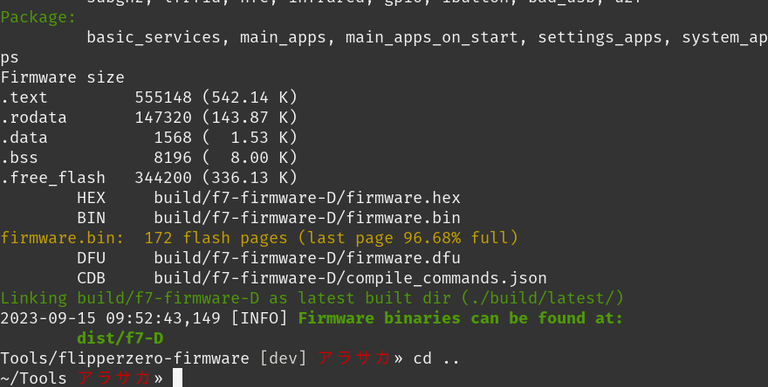 Package:
basic_services, main_apps, main_apps_on_start, settings_apps, system_ap
ps
Firmware size
.text 555148 (542.14 K)
.rodata 147320 (143.87 K)
.data 1568 ( 1.53 K)
.bss 8196 ( 8.00 K)
.free_flash 344200 (336.13 K)
HEX build/f7-firmware-D/firmware.hex
BIN build/f7-firmware-D/firmware.bin
firmware.bin: 172 flash pages (last page 96.68% full)
DFU build/f7-firmware-D/firmware.dfu
CDB build/f7-firmware-D/compile_commands.json
Linking build/f7-firmware-D as latest built dir (./build/latest/)
2023-09-15 09:52:43,149 [INFO] Firmware binaries can be found at:
dist/f7-D
Tools/flipperzero-firmware [dev] アラサカ» cd ..
~/Tools アラサカ»